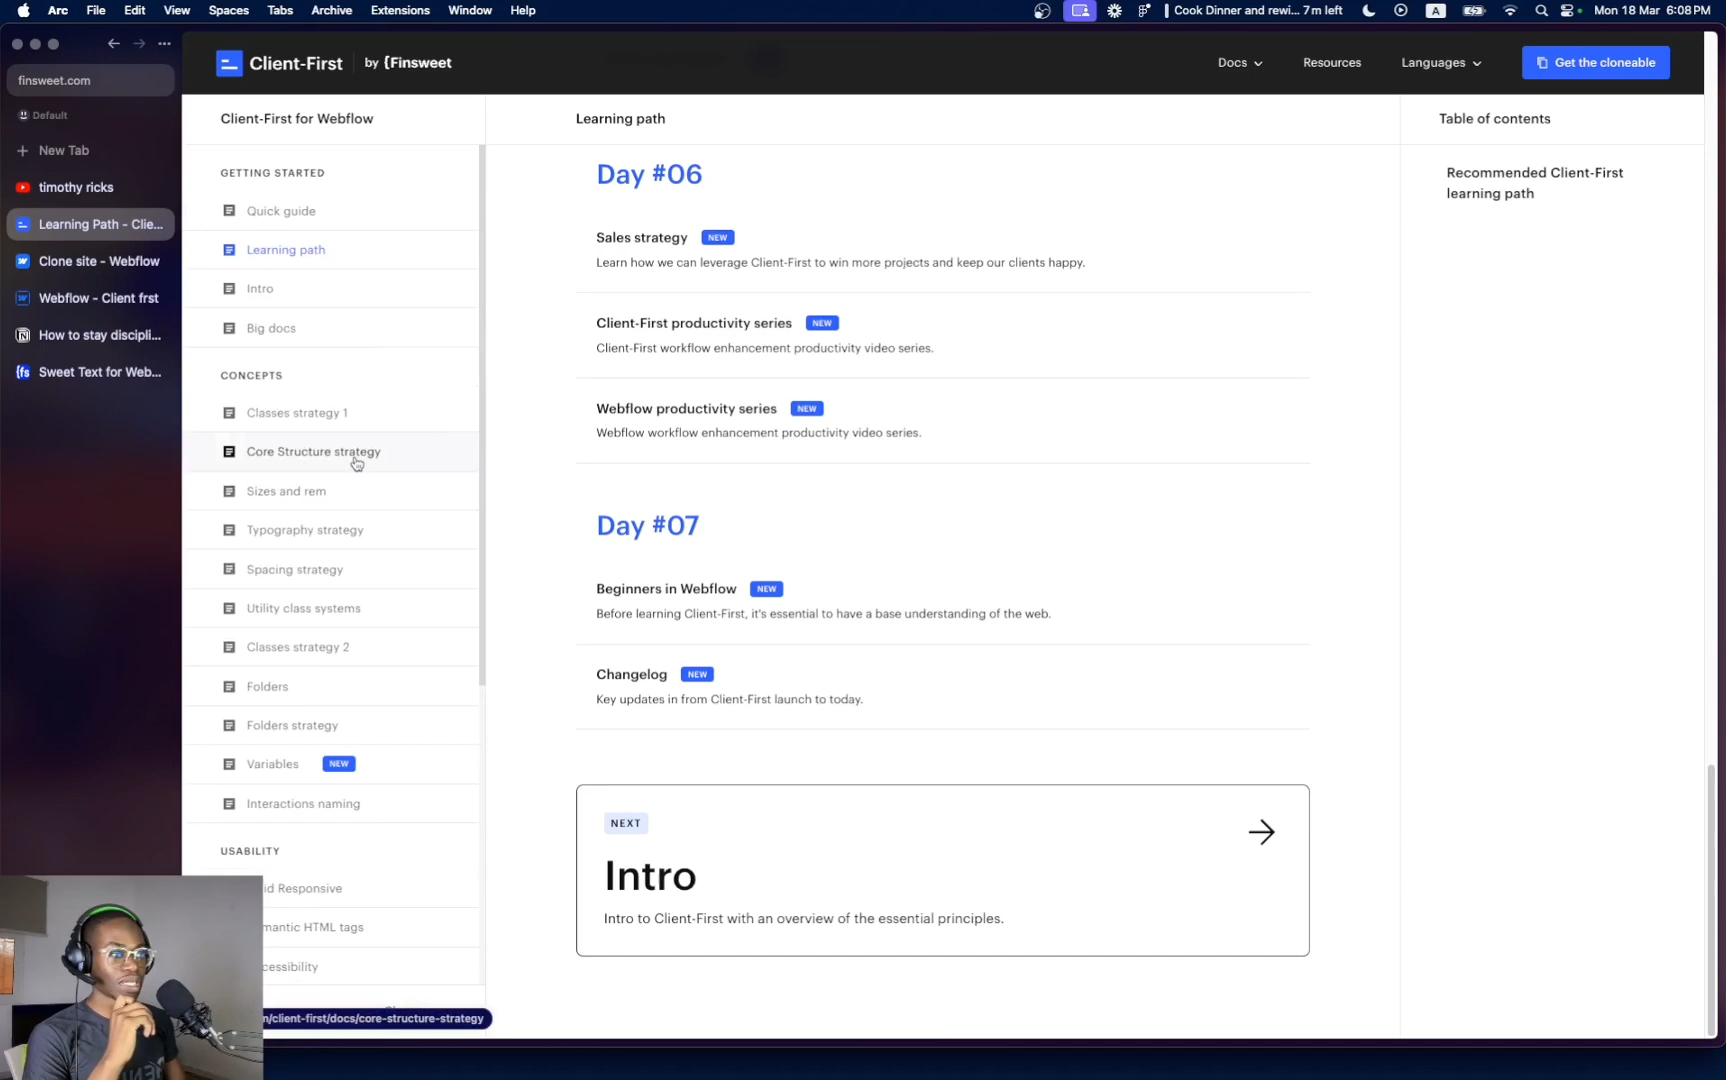 Arc File Edit View Spaces Tabs Archive Extensions Window Help
Cook Dinner and rewi... 7m left A Mon 18 Mar 6:08 PM
finsweet.com
Default
New Tab
timothy ricks
Learning Path - Clie...
Clone site - Webflow
Webflow - Client frst
How to stay discipli...
Sweet Text for Web...
Client-First by {Finsweet
Docs Resources Languages Get the cloneable
Client-First for Webflow
Learning path
Table of contents
GETTING STARTED
Quick guide
Learning path
Intro
Big docs
CONCEPTS
Classes strategy 1
Core Structure strategy
Sizes and rem
Typography strategy
Spacing strategy
Utility class systems
Classes strategy 2
Folders
Folders strategy
Variables NEW
Interactions naming
USABILITY
id Responsive
mantic HTML tags
cessibility
n/client-first/docs/core-structure-strategy
Day #06
Sales strategy NEW
Learn how we can leverage Client-First to win more projects and keep our clients happy.
Client-First productivity series NEW
Client-First workflow enhancement productivity video series.
Webflow productivity series NEW
Webflow workflow enhancement productivity video series.
Day #07
Beginners in Webflow NEW
Before learning Client-First, it's essential to have a base understanding of the web.
Changelog NEW
Key updates in from Client-First launch to today.
NEXT
Intro
Intro to Client-First with an overview of the essential principles.
Recommended Client-First
learning path